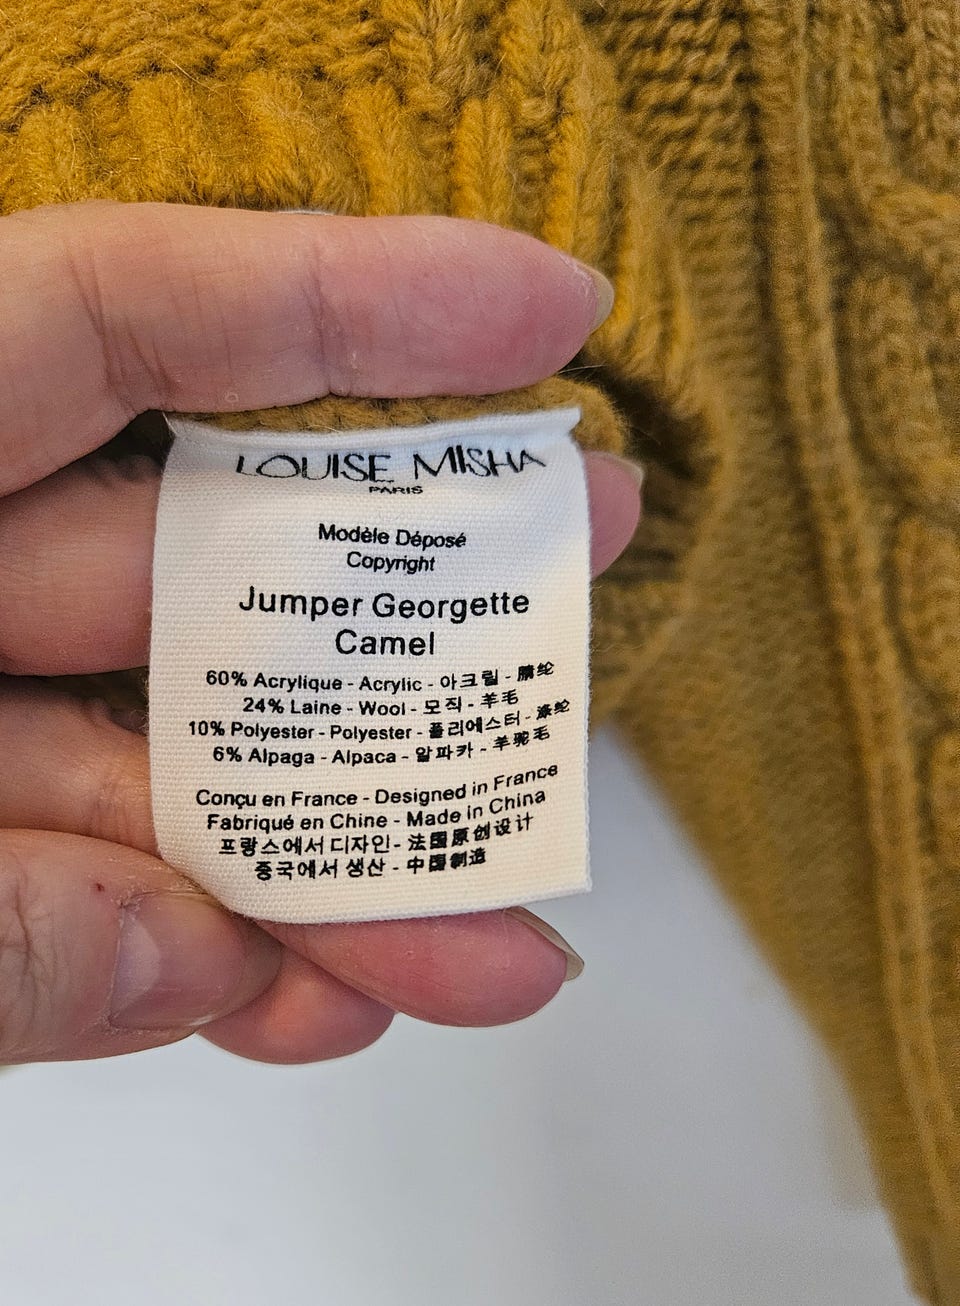 LOUISE MISHA
PARIS
Modèle Déposé
Copyright
Jumper Georgette
Camel
60% Acrylique - Acrylic - 아크릴 - 腈纶
24% Laine - Wool - 모직 - 羊毛
10% Polyester - Polyester - 폴리에스터 - 涤纶
6% Alpaga - Alpaca - 알파카 - 羊驼毛
Conçu en France - Designed in France
Fabriqué en Chine - Made in China
프랑스에서 디자인- 法国原创设计
중국에서 생산 - 中国制造